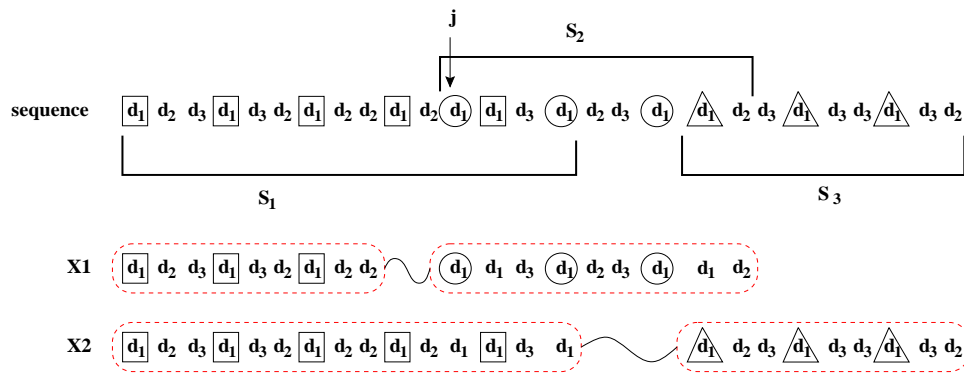 j
S2
sequence d1 d2 d3 d1 d3 d2 d1 d2 d2 d1 d2 d1 d1 d3 d1 d2 d3 d1 d1 d2 d3 d1 d3 d3 d1 d3 d2
S1 S3
X1 d1 d2 d3 d1 d3 d2 d1 d2 d2 d1 d1 d3 d1 d2 d3 d1 d1 d2
X2 d1 d2 d3 d1 d3 d2 d1 d2 d2 d1 d2 d1 d1 d3 d1 d1 d2 d3 d1 d3 d3 d1 d3 d2